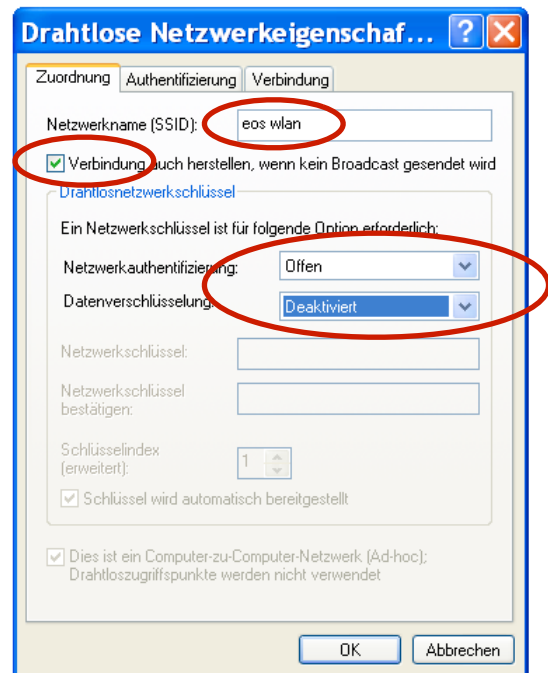 Drahtlose Netzwerkeigenschaf... ?
Zuordnung Authentifizierung Verbindung
Netzwerkname (SSID): eos wlan
Verbindung auch herstellen, wenn kein Broadcast gesendet wird
Drahtlosnetzwerkschlüssel
Ein Netzwerkschlüssel ist für folgende Option erforderlich:
Netzwerkauthentifizierung: Offen
Datenverschlüsselung: Deaktiviert
Netzwerkschlüssel:
Netzwerkschlüssel
bestätigen:
Schlüsselindex
(erweitert): 1
Schlüssel wird automatisch bereitgestellt
Dies ist ein Computer-zu-Computer-Netzwerk (Ad-hoc);
Drahtloszugriffspunkte werden nicht verwendet
OK Abbrechen